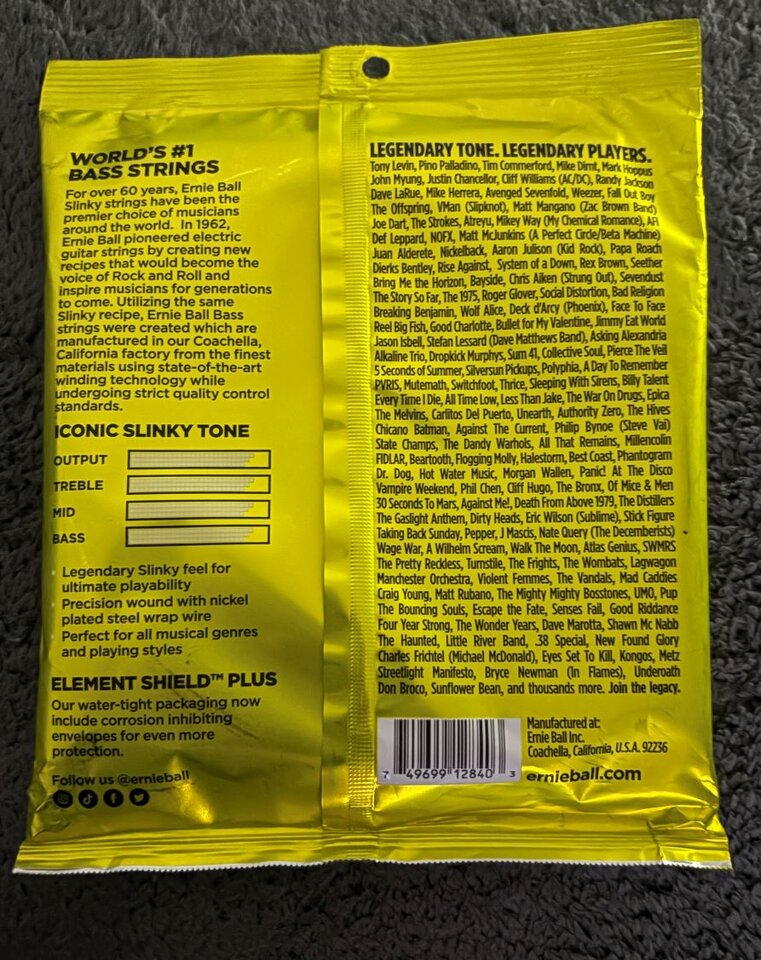 WORLD'S #1
BASS STRINGS
For over 60 years, Ernie Ball
Slinky strings have been the
premier choice of musicians
around the world. In 1962,
Ernie Ball pioneered electric
guitar strings by creating new
recipes that would become the
voice of Rock and Roll and
inspire musicians for generations
to come. Utilizing the same
Slinky recipe, Ernie Ball Bass
strings were created which are
manufactured in our Coachella,
California factory from the finest
materials using state-of-the-art
winding technology while
undergoing strict quality control
standards.
ICONIC SLINKY TONE
OUTPUT
TREBLE
MID
BASS
Legendary Slinky feel for
ultimate playability
Precision wound with nickel
plated steel wrap wire
Perfect for all musical genres
and playing styles
ELEMENT SHIELD™ PLUS
Our water-tight packaging now
include corrosion inhibiting
envelopes for even more
protection.
Follow us @ernieball
LEGENDARY TONE. LEGENDARY PLAYERS.
Tony Levin, Pino Palladino, Tim Commerford, Mike Dirnt, Mark Hoppus
John Myung, Justin Chancellor, Cliff Williams (AC/DC), Randy Jackson
Dave LaRue, Mike Herrera, Avenged Sevenfold, Weezer, Fall Out Boy
The Offspring, VMan (Slipknot), Matt Mangano (Zac Brown Band)
Joe Dart, The Strokes, Atreyu, Mikey Way (My Chemical Romance), AFI
Def Leppard, NOFX, Matt McJunkins (A Perfect Circle/Beta Machine)
Juan Alderete, Nickelback, Aaron Julison (Kid Rock), Papa Roach
Dierks Bentley, Rise Against, System of a Down, Rex Brown, Seether
Bring Me the Horizon, Bayside, Chris Aiken (Strung Out), Sevendust
The Story So Far, The 1975, Roger Glover, Social Distortion, Bad Religion
Breaking Benjamin, Wolf Alice, Deck d'Arcy (Phoenix), Face To Face
Reel Big Fish, Good Charlotte, Bullet for My Valentine, Jimmy Eat World
Jason Isbell, Stefan Lessard (Dave Matthews Band), Asking Alexandria
Alkaline Trio, Dropkick Murphys, Sum 41, Collective Soul, Pierce The Veil
5 Seconds of Summer, Silversun Pickups, Polyphia, A Day To Remember
PVRIS, Mutemath, Switchfoot, Thrice, Sleeping With Sirens, Billy Talent
Every Time I Die, All Time Low, Less Than Jake, The War On Drugs, Epica
The Melvins, Carlitos Del Puerto, Unearth, Authority Zero, The Hives
Chicano Batman, Against The Current, Philip Bynoe (Steve Vai)
State Champs, The Dandy Warhols, All That Remains, Millencolin
FIDLAR, Beartooth, Flogging Molly, Halestorm, Best Coast, Phantogram
Dr. Dog, Hot Water Music, Morgan Wallen, Panic! At The Disco
Vampire Weekend, Phil Chen, Cliff Hugo, The Bronx, Of Mice & Men
30 Seconds To Mars, Against Me!, Death From Above 1979, The Distillers
The Gaslight Anthem, Dirty Heads, Eric Wilson (Sublime), Stick Figure
Taking Back Sunday, Pepper, J Mascis, Nate Query (The Decemberists)
Wage War, A Wilhelm Scream, Walk The Moon, Atlas Genius, SWMRS
The Pretty Reckless, Turnstile, The Frights, The Wombats, Lagwagon
Manchester Orchestra, Violent Femmes, The Vandals, Mad Caddies
Craig Young, Matt Rubano, The Mighty Mighty Bosstones, UMO, Pup
The Bouncing Souls, Escape the Fate, Senses Fail, Good Riddance
Four Year Strong, The Wonder Years, Dave Marotta, Shawn Mc Nabb
The Haunted, Little River Band, .38 Special, New Found Glory
Charles Frichtel (Michael McDonald), Eyes Set To Kill, Kongos, Metz
Streetlight Manifesto, Bryce Newman (In Flames), Underoath
Don Broco, Sunflower Bean, and thousands more. Join the legacy.
7 49699 12840 3
Manufactured at:
Ernie Ball Inc.
Coachella, California, U.S.A. 92236
ernieball.com